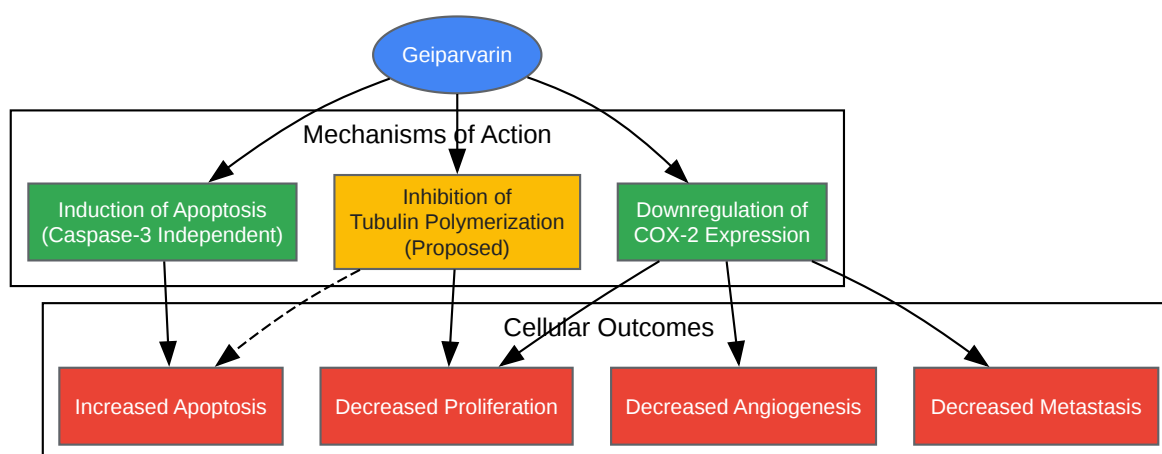 Geiparvarin
Mechanisms of Action
Induction of Apoptosis
(Caspase-3 Independent)
Inhibition of
Tubulin Polymerization
(Proposed)
Downregulation of
COX-2 Expression
Cellular Outcomes
Increased Apoptosis
Decreased Proliferation
Decreased Angiogenesis
Decreased Metastasis